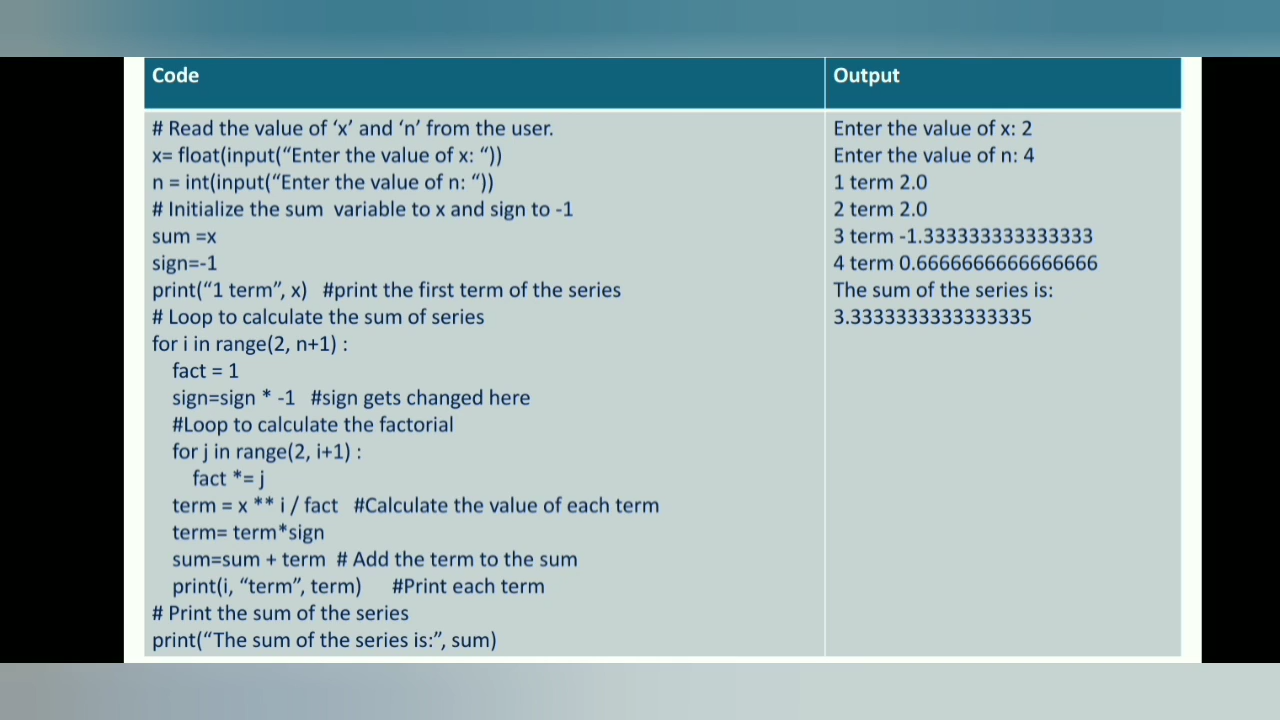 Code
# Read the value of ‘x’ and ‘n’ from the user.
x= float(input(“Enter the value of x: “))
n = int(input(“Enter the value of n: “))
# Initialize the sum  variable to x and sign to -1
sum =x
sign=-1
print(“1 term”, x)   #print the first term of the series
# Loop to calculate the sum of series
for i in range(2, n+1) :
   fact = 1
   sign=sign * -1   #sign gets changed here
   #Loop to calculate the factorial
   for j in range(2, i+1) :
      fact *= j
   term = x ** i / fact   #Calculate the value of each term
   term= term*sign
   sum=sum + term  # Add the term to the sum
   print(i, “term”, term)     #Print each term
# Print the sum of the series
print(“The sum of the series is:”, sum)
Output
Enter the value of x: 2
Enter the value of n: 4
1 term 2.0
2 term 2.0
3 term -1.333333333333333
4 term 0.6666666666666666
The sum of the series is:
3.3333333333333335